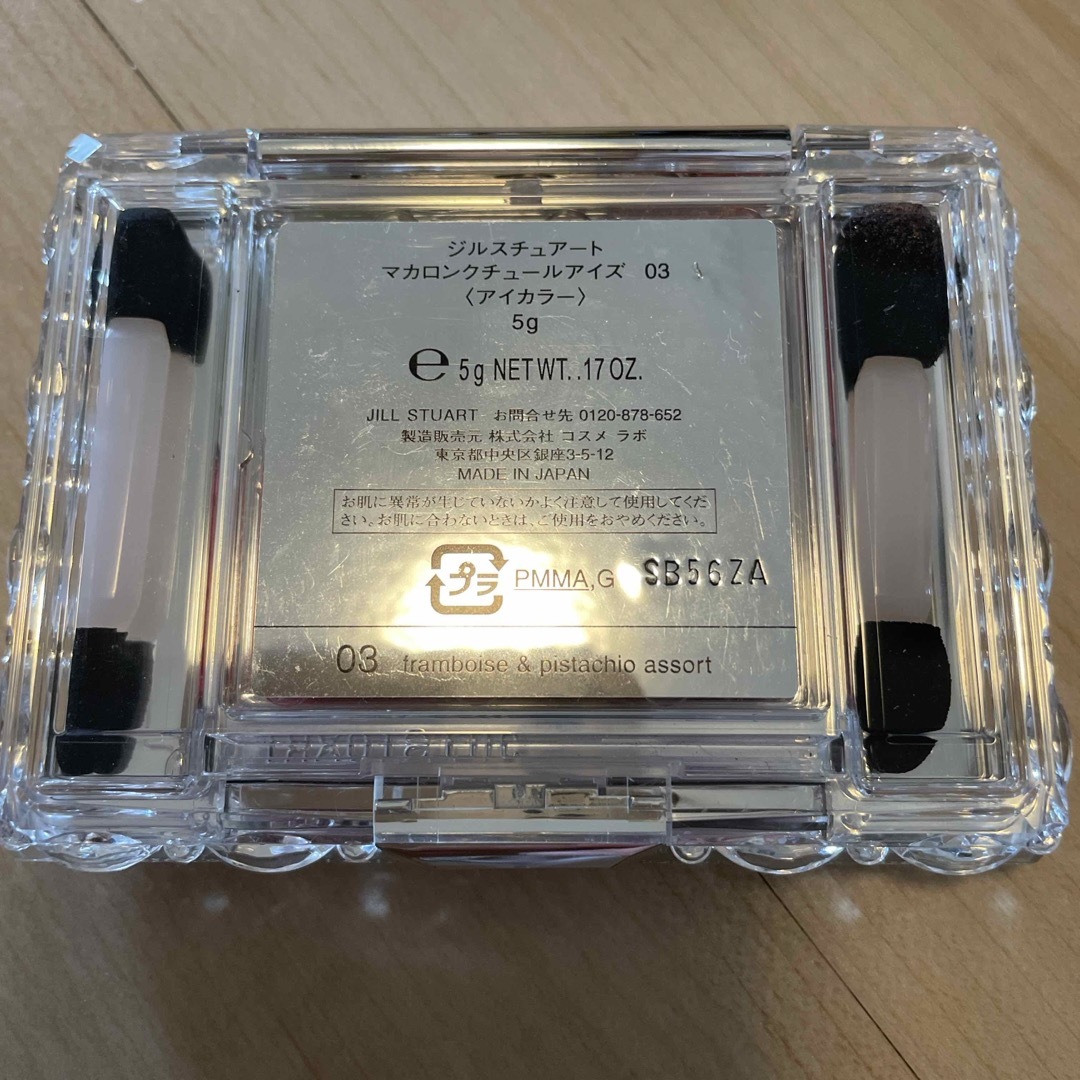 ジルスチュアート
マカロンクチュールアイズ 03
〈アイカラー〉
5g
e 5g NET WT. .17 OZ.
JILL STUART お問合せ先 0120-878-652
製造販売元 株式会社 コスメ ラボ
東京都中央区銀座3-5-12
MADE IN JAPAN
お肌に異常が生じていないかよく注意して使用してくだ
さい。お肌に合わないときは、ご使用をおやめください。
プラ PMMA,G SB56ZA
03 framboise & pistachio assort